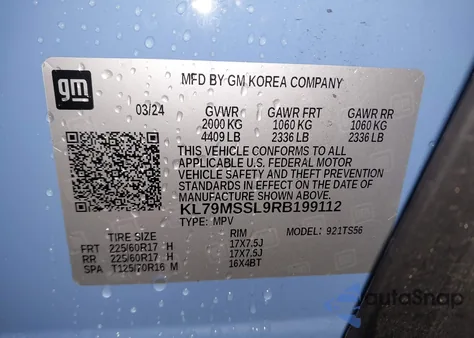 gm
MFD BY GM KOREA COMPANY
03/24 GVWR GAWR FRT GAWR RR
2000 KG 1060 KG 1060 KG
4409 LB 2336 LB 2336 LB
THIS VEHICLE CONFORMS TO ALL
APPLICABLE U.S. FEDERAL MOTOR
VEHICLE SAFETY AND THEFT PREVENTION
STANDARDS IN EFFECT ON THE DATE OF
MANUFACTURE SHOWN ABOVE.
KL79MSSL9RB199112
TYPE: MPV MODEL: 921TS56
TIRE SIZE RIM
FRT 225/60R17 H 17X7.5J
RR 225/60R17 H 17X7.5J
SPA T125/70R16 M 16X4BT
autoSnap